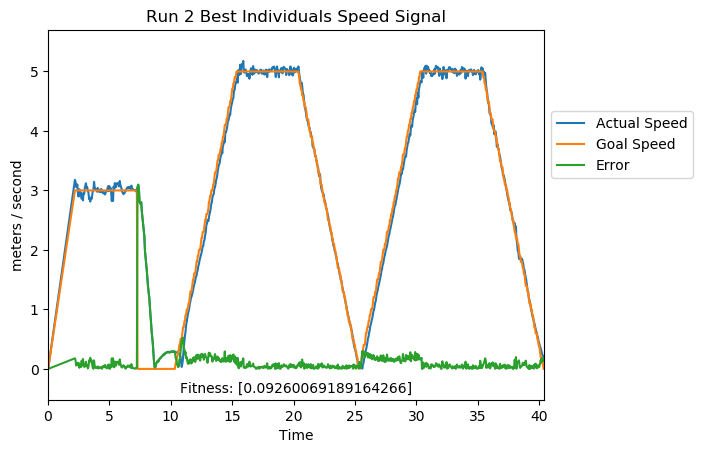 Run 2 Best Individuals Speed Signal
meters / second
5
4
3
2
1
0
Actual Speed
Goal Speed
Error
Fitness: [0.09260069189164266]
0 5 10 15 20 25 30 35 40
Time